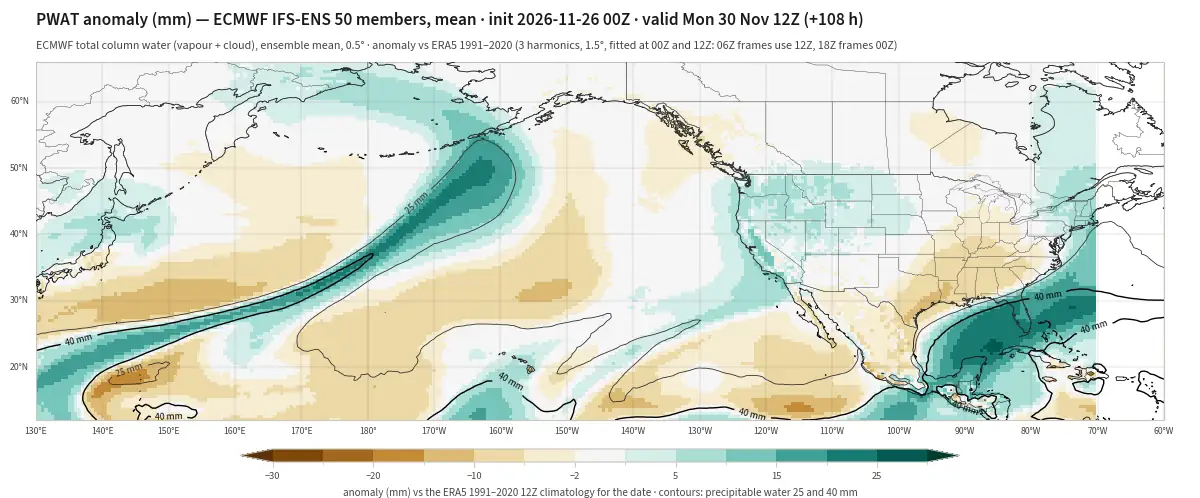 PWAT anomaly (mm) — ECMWF IFS-ENS 50 members, mean · init 2026-11-26 00Z · valid Mon 30 Nov 12Z (+108 h)
ECMWF total column water (vapour + cloud), ensemble mean, 0.5° · anomaly vs ERA5 1991–2020 (3 harmonics, 1.5°, fitted at 00Z and 12Z: 06Z frames use 12Z, 18Z frames 00Z)
60°N
50°N
25 mm
40°N
30°N
40 mm
40 mm
40 mm
20°N
25 mm
40 mm
40 mm
40 mm
40 mm
130°E 140°E 150°E 160°E 170°E 180° 170°W 160°W 150°W 140°W 130°W 120°W 110°W 100°W 90°W 80°W 70°W 60°W
−30 −20 −10 −2 5 15 25
anomaly (mm) vs the ERA5 1991–2020 12Z climatology for the date · contours: precipitable water 25 and 40 mm